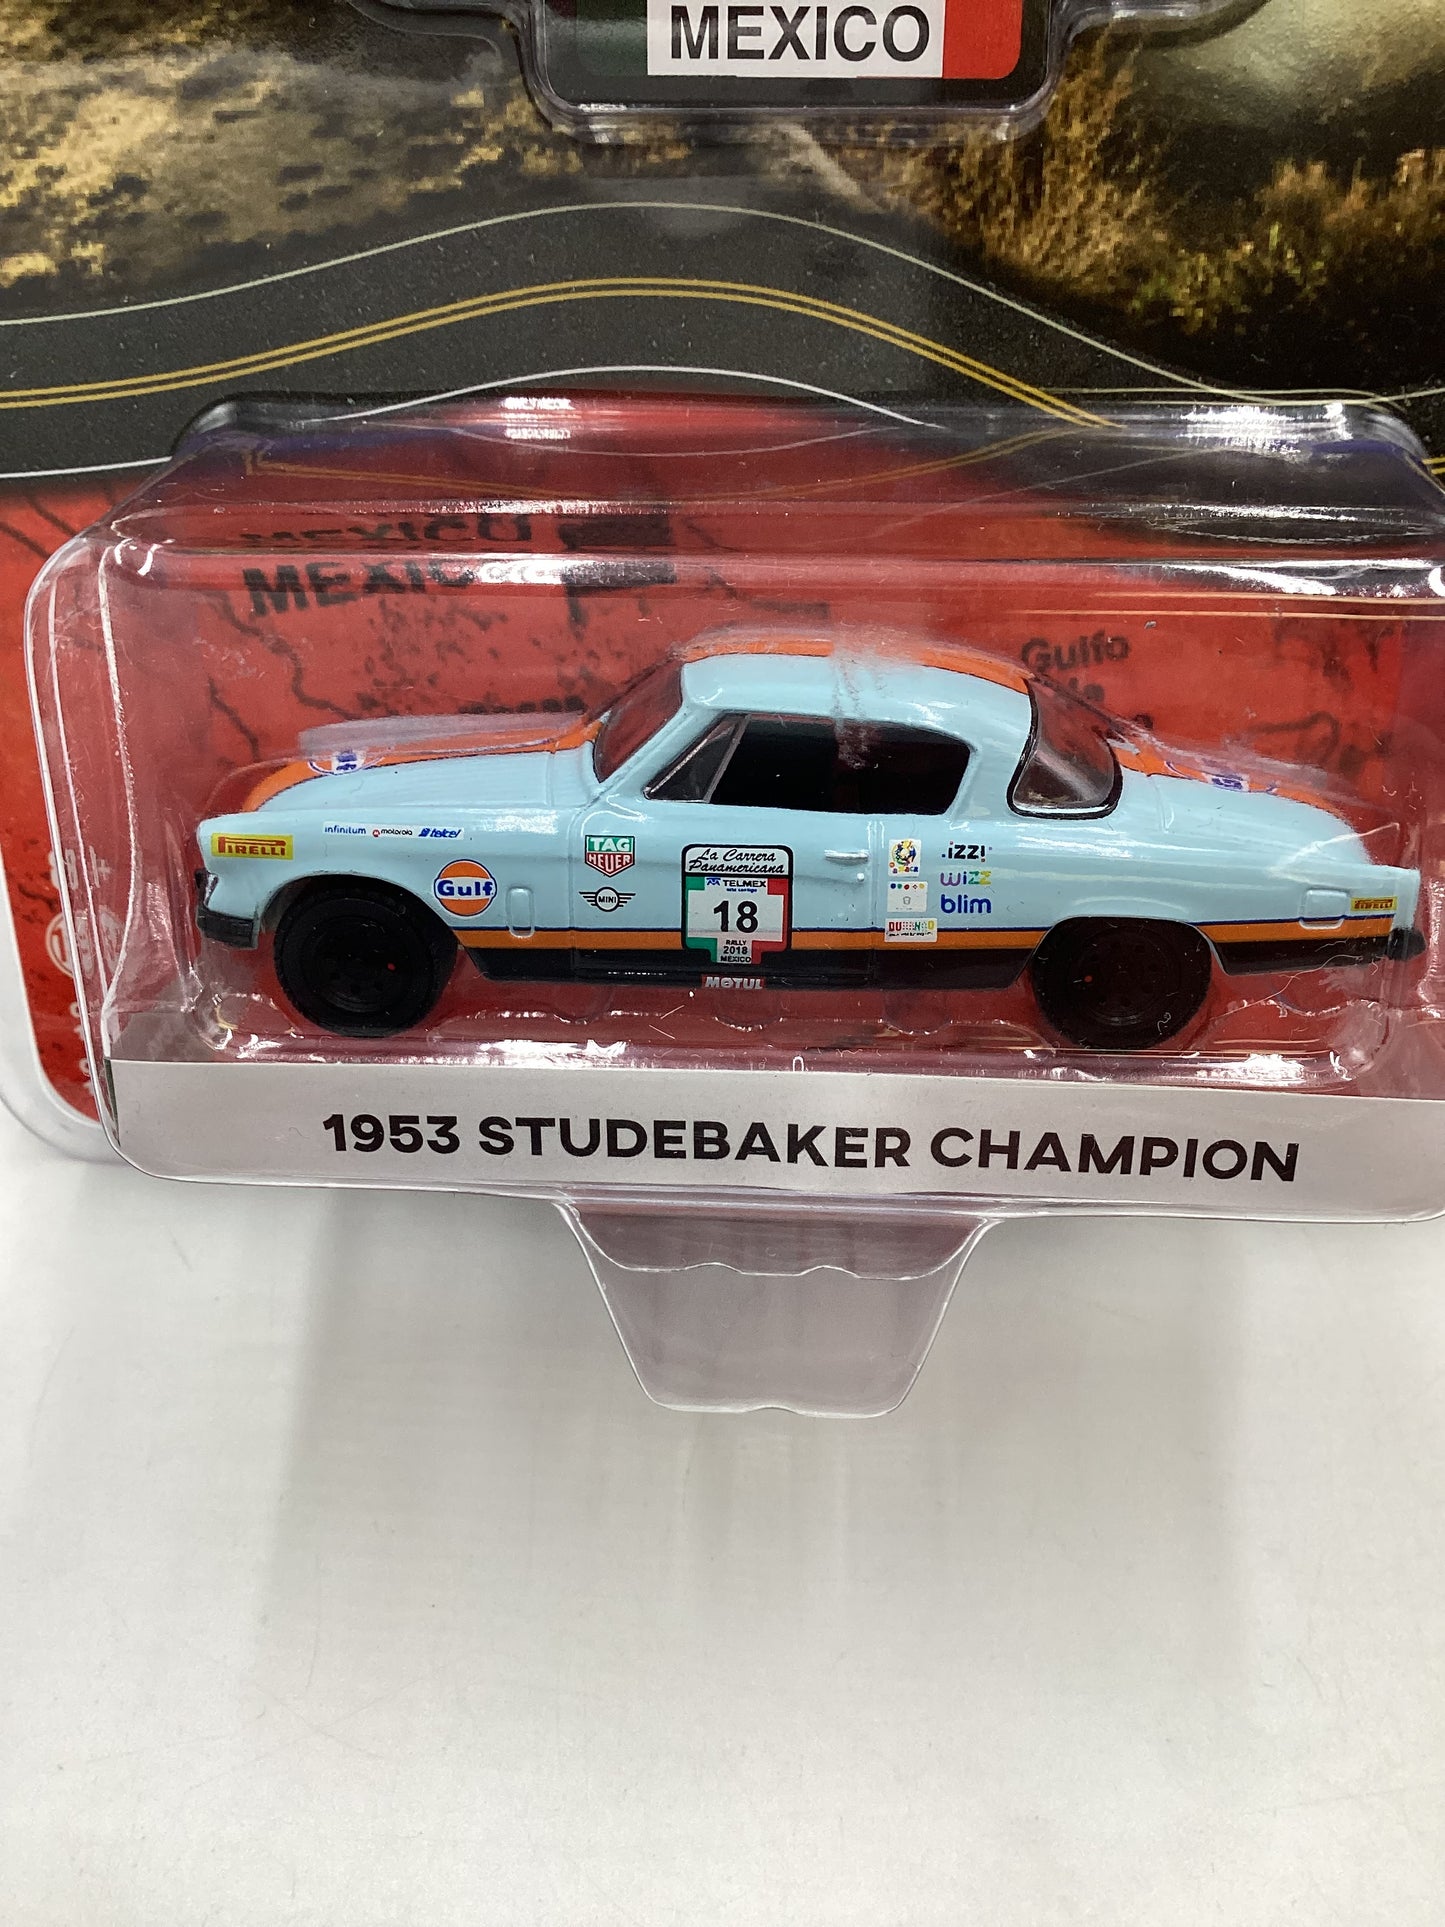 MEXICO
MEXICO
Gulfo
PIRELLI
infinitum motorola telcel
Gulf
TAG
HEUER
MINI
La Carrera
Panamericana
TELMEX
18
RALLY
2018
MEXICO
MOTUL
.izzi
wizz
blim
PIRELLI
1953 STUDEBAKER CHAMPION